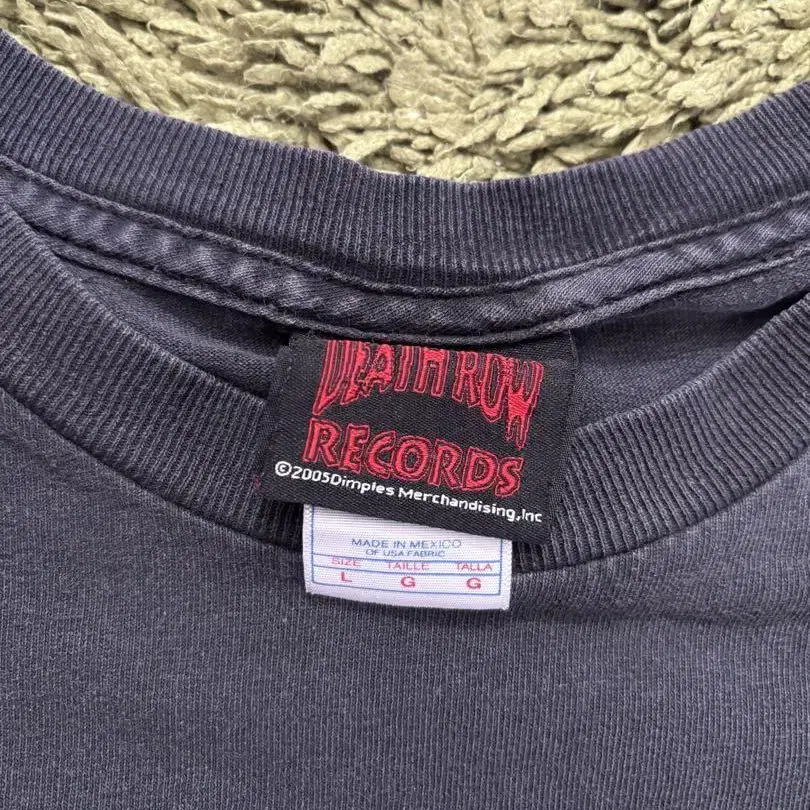 DEATH ROW
RECORDS
©2005Dimples Merchandising,Inc
MADE IN MEXICO
OF USA FABRIC
SIZE TAILLE TALLA
L G G